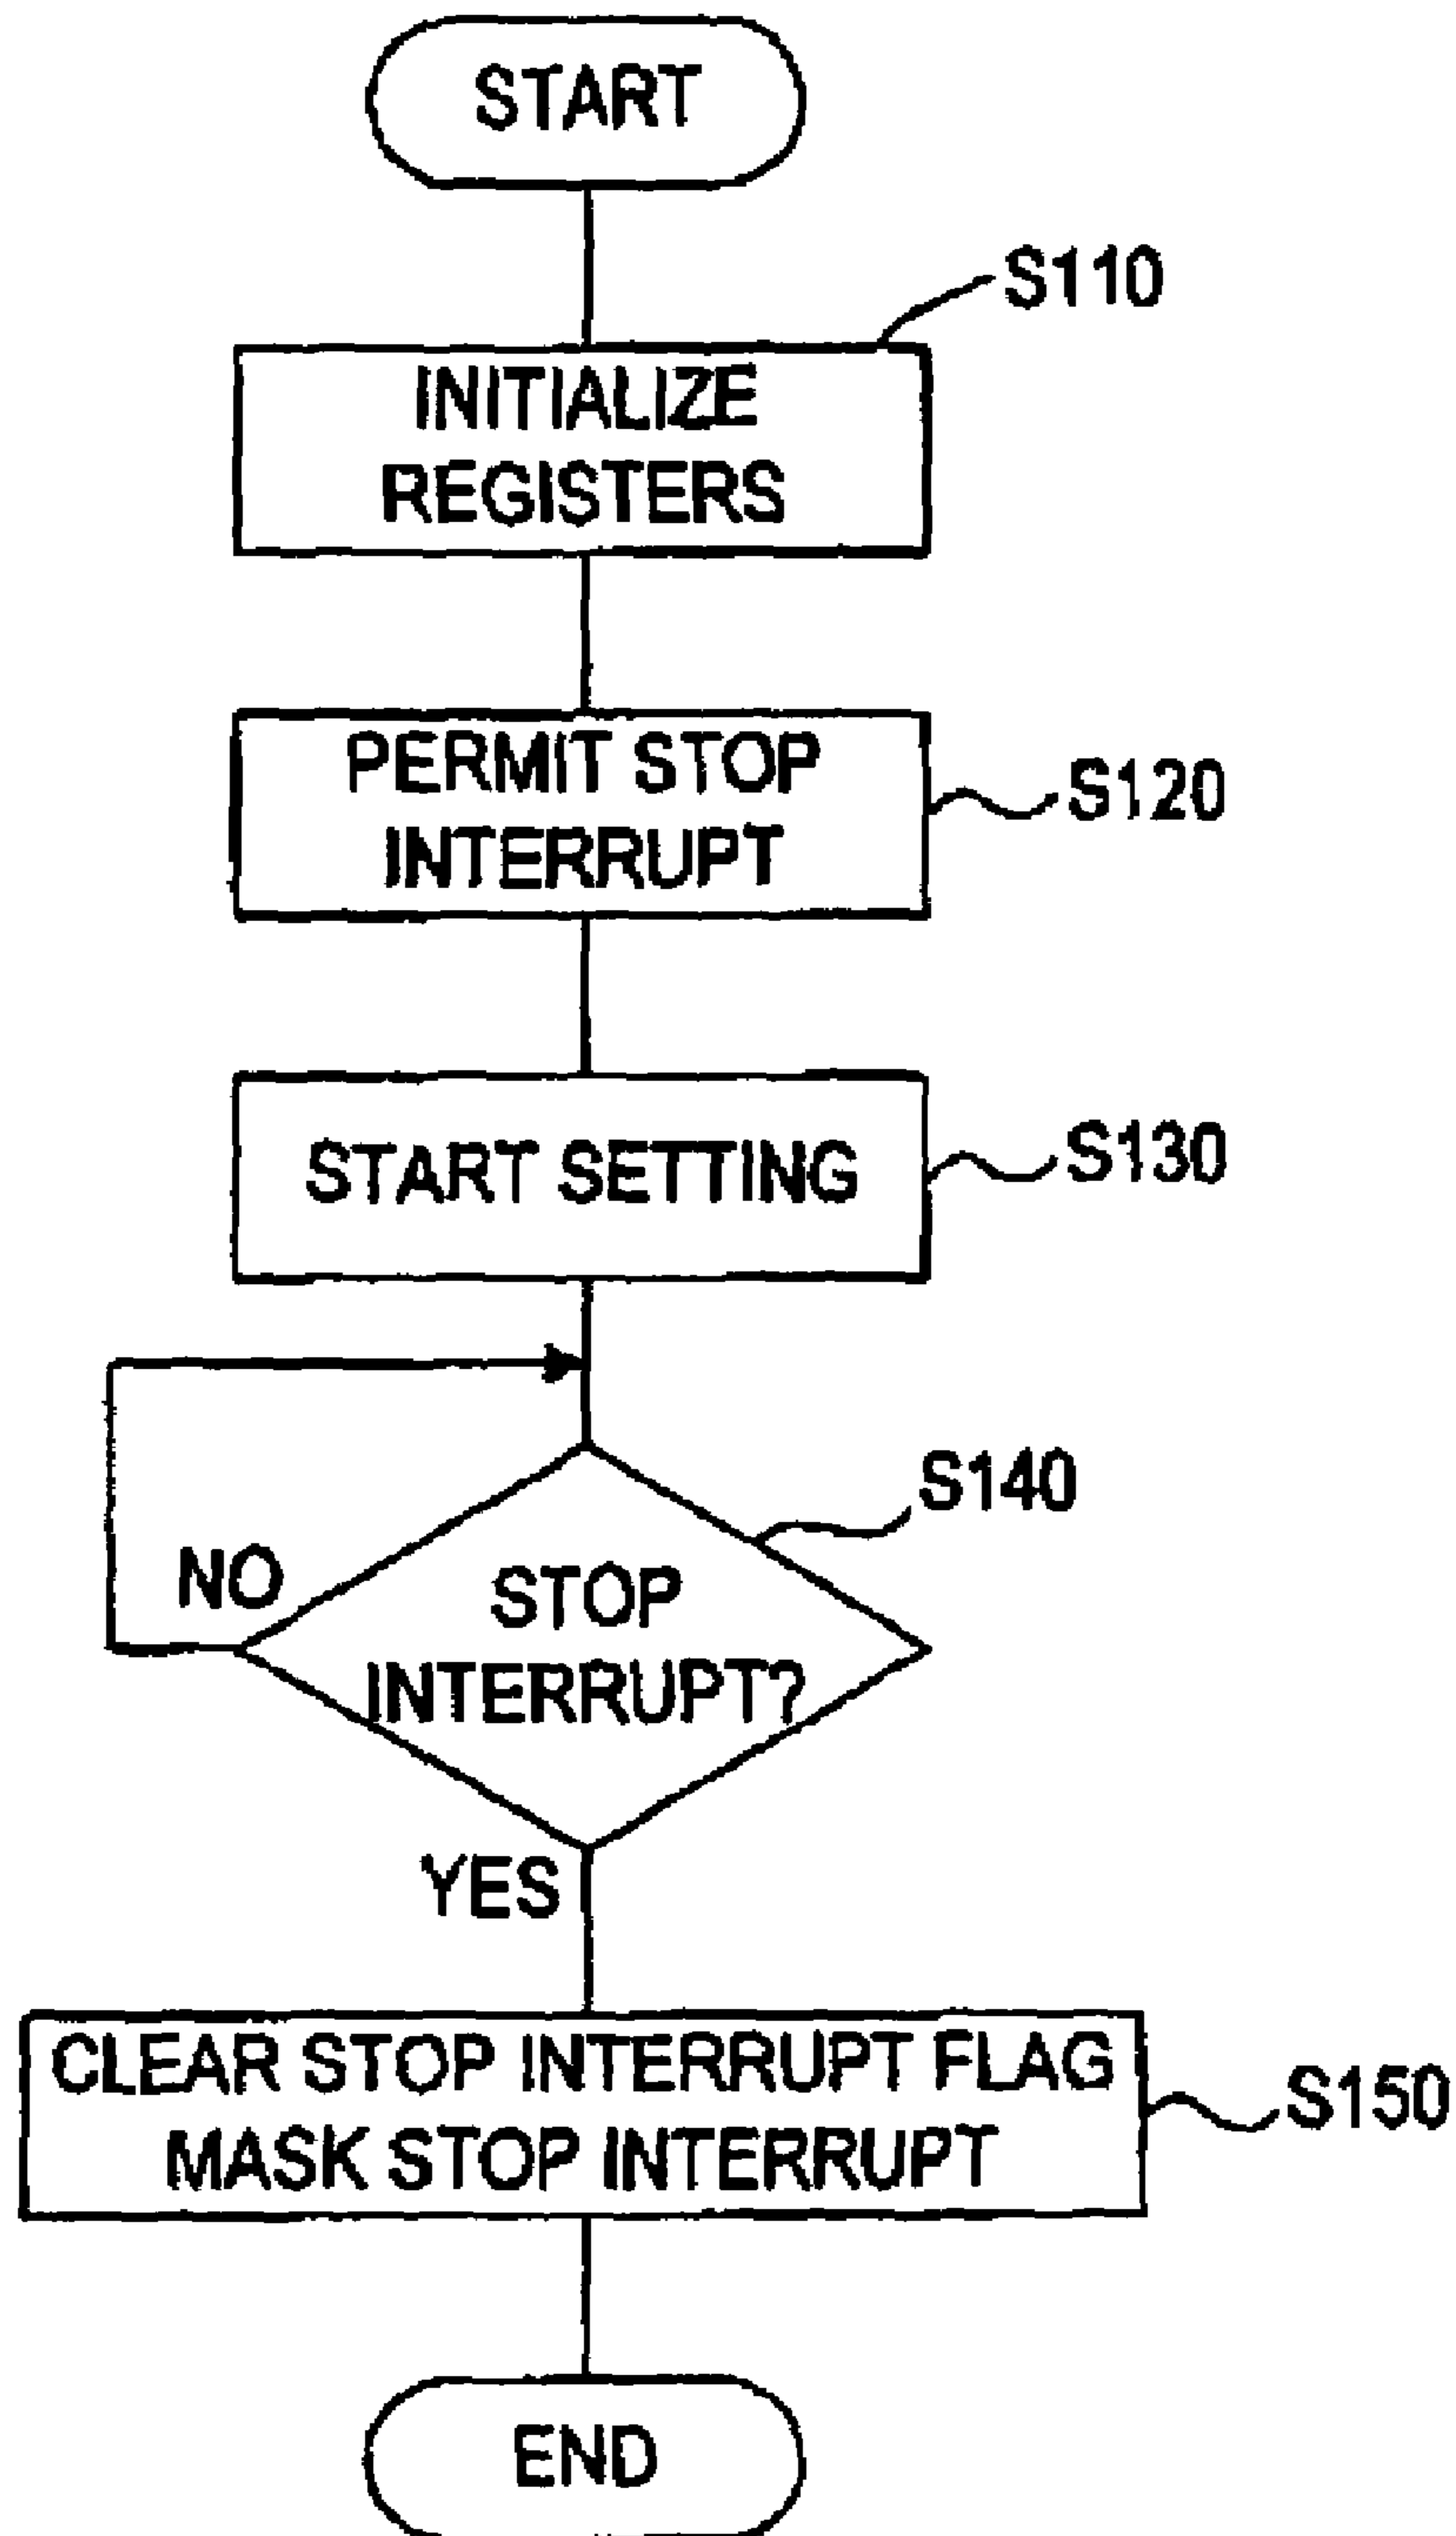 START
S110
INITIALIZE
REGISTERS
PERMIT STOP
INTERRUPT
S120
START SETTING
S130
S140
NO
STOP
INTERRUPT?
YES
CLEAR STOP INTERRUPT FLAG
MASK STOP INTERRUPT
S150
END